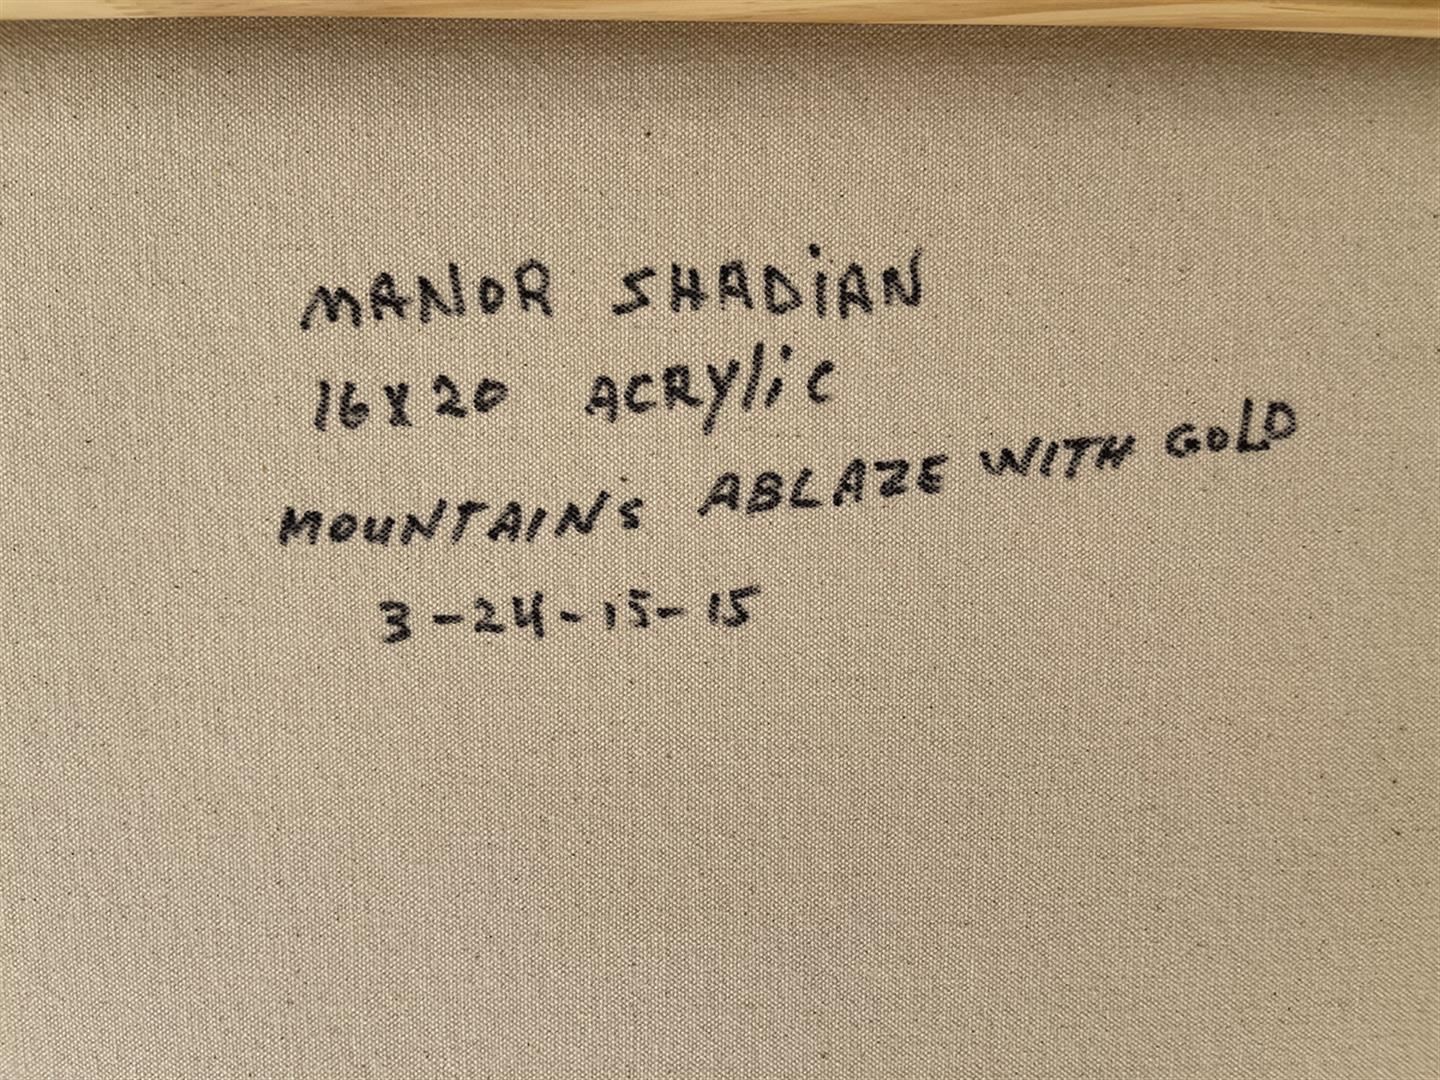 MANOR SHADiAN
16X20 ACRYLiC
MOUNTAINS ABLAZE WITH GOLD
3-24-15-15